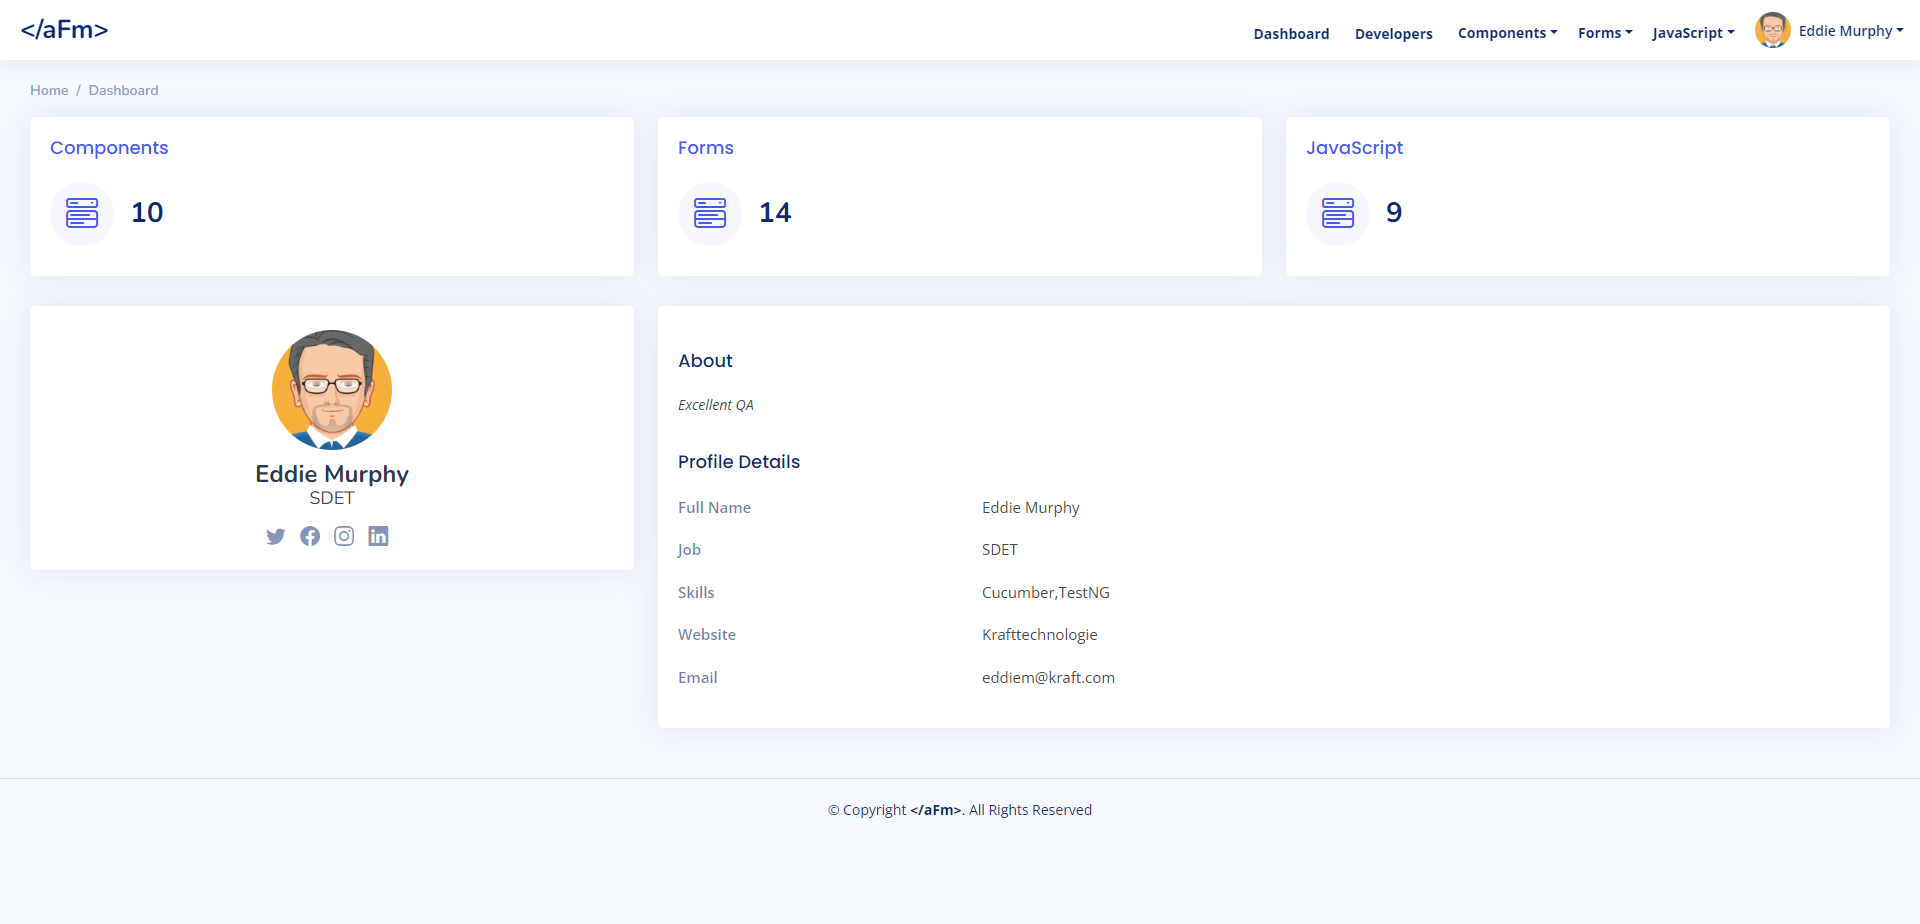 </aFm>
Dashboard Developers Components Forms JavaScript Eddie Murphy
Home / Dashboard
Components
10
Forms
14
JavaScript
9
Eddie Murphy
SDET
About
Excellent QA
Profile Details
Full Name Eddie Murphy
Job SDET
Skills Cucumber,TestNG
Website Krafttechnologie
Email eddiem@kraft.com
© Copyright </aFm>. All Rights Reserved